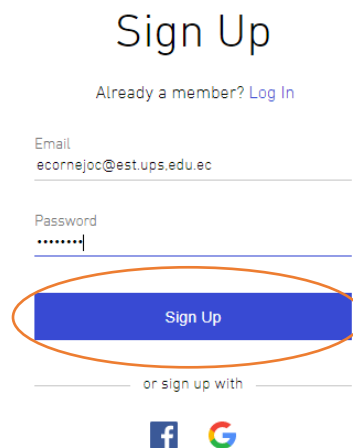 Sign Up
Already a member? Log In
Email
ecornejoc@est.ups.edu.ec
Password
••••••••
Sign Up
or sign up with